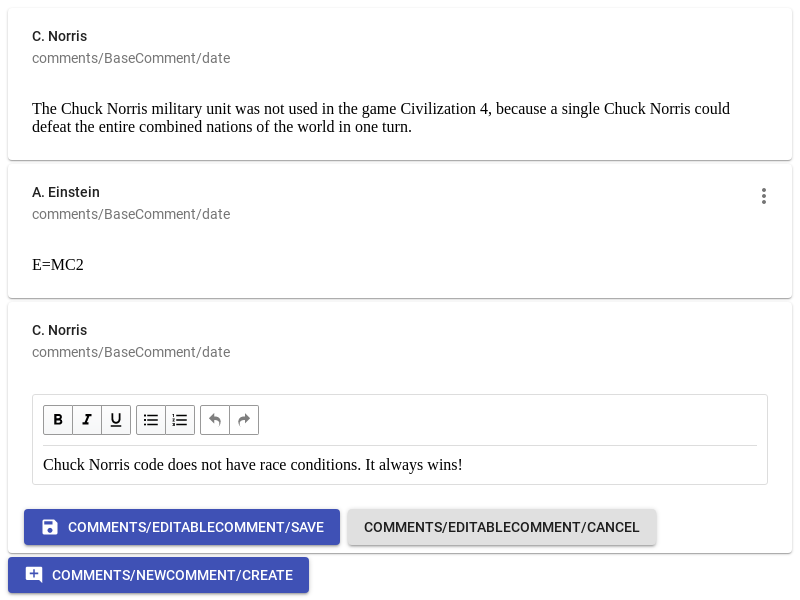 C. Norris
comments/BaseComment/date
The Chuck Norris military unit was not used in the game Civilization 4, because a single Chuck Norris could
defeat the entire combined nations of the world in one turn.
A. Einstein
comments/BaseComment/date
E=MC2
C. Norris
comments/BaseComment/date
B I U
Chuck Norris code does not have race conditions. It always wins!
COMMENTS/EDITABLECOMMENT/SAVE COMMENTS/EDITABLECOMMENT/CANCEL
COMMENTS/NEWCOMMENT/CREATE